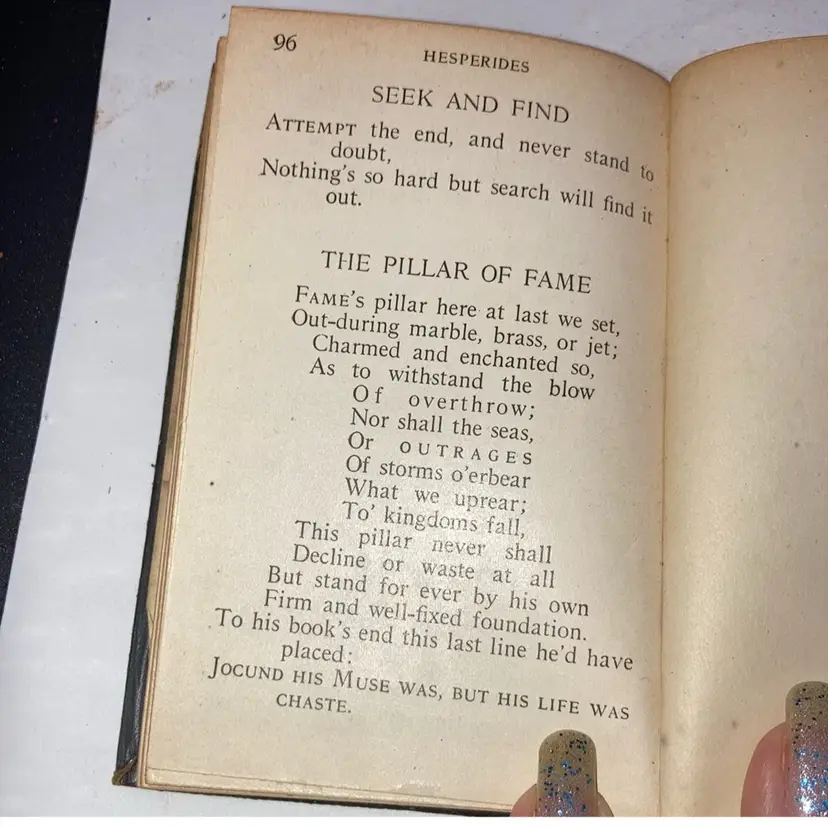 96
HESPERIDES
SEEK AND FIND
ATTEMPT the end, and never stand to
doubt,
Nothing's so hard but search will find it
out.
THE PILLAR OF FAME
FAME'S pillar here at last we set,
Out-during marble, brass, or jet;
Charmed and enchanted so,
As to withstand the blow
Of overthrow;
Nor shall the seas,
Or OUTRAGES
Of storms o'erbear
What we uprear;
To' kingdoms fall,
This pillar never shall
Decline or waste at all
But stand for ever by his own
Firm and well-fixed foundation.
To his book's end this last line he'd have
placed:
JOCUND HIS MUSE WAS, BUT HIS LIFE WAS
CHASTE.